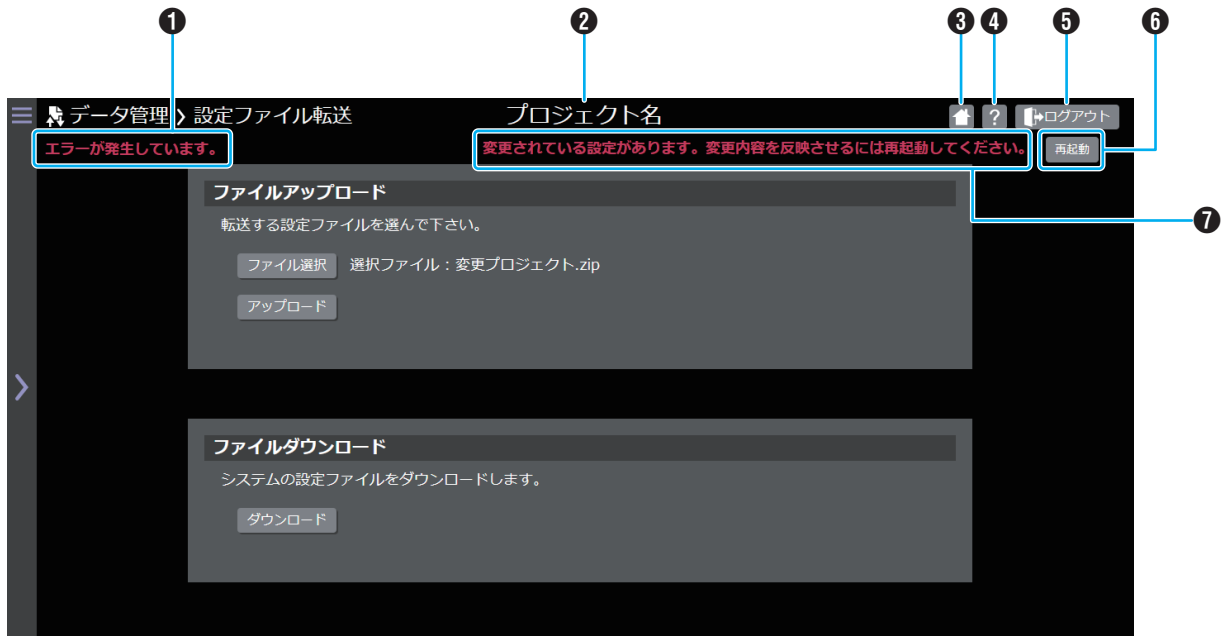 ❶ ❷ ❸ ❹ ❺ ❻
データ管理 > 設定ファイル転送 プロジェクト名 ? ログアウト
エラーが発生しています。 変更されている設定があります。変更内容を反映させるには再起動してください。 再起動
ファイルアップロード
❼
転送する設定ファイルを選んで下さい。
ファイル選択 選択ファイル：変更プロジェクト.zip
アップロード
ファイルダウンロード
システムの設定ファイルをダウンロードします。
ダウンロード